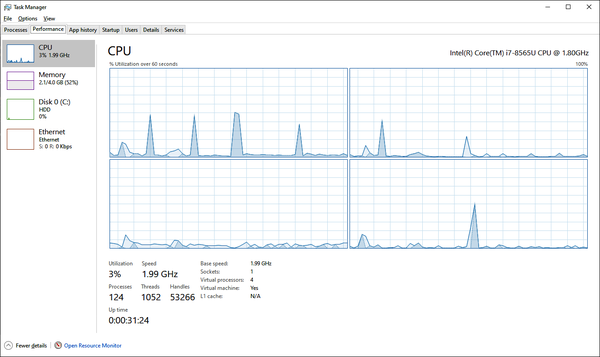 Task Manager
File Options View
Processes Performance App history Startup Users Details Services
CPU
3% 1.99 GHz
Memory
2.1/4.0 GB (52%)
Disk 0 (C:)
HDD
0%
Ethernet
Ethernet
S: 0 R: 0 Kbps
CPU
Intel(R) Core(TM) i7-8565U CPU @ 1.80GHz
% Utilization over 60 seconds
100%
Utilization Speed
3% 1.99 GHz
Processes Threads Handles
124 1052 53266
Up time
0:00:31:24
Base speed: 1.99 GHz
Sockets: 1
Virtual processors: 4
Virtual machine: Yes
L1 cache: N/A
Fewer details
Open Resource Monitor